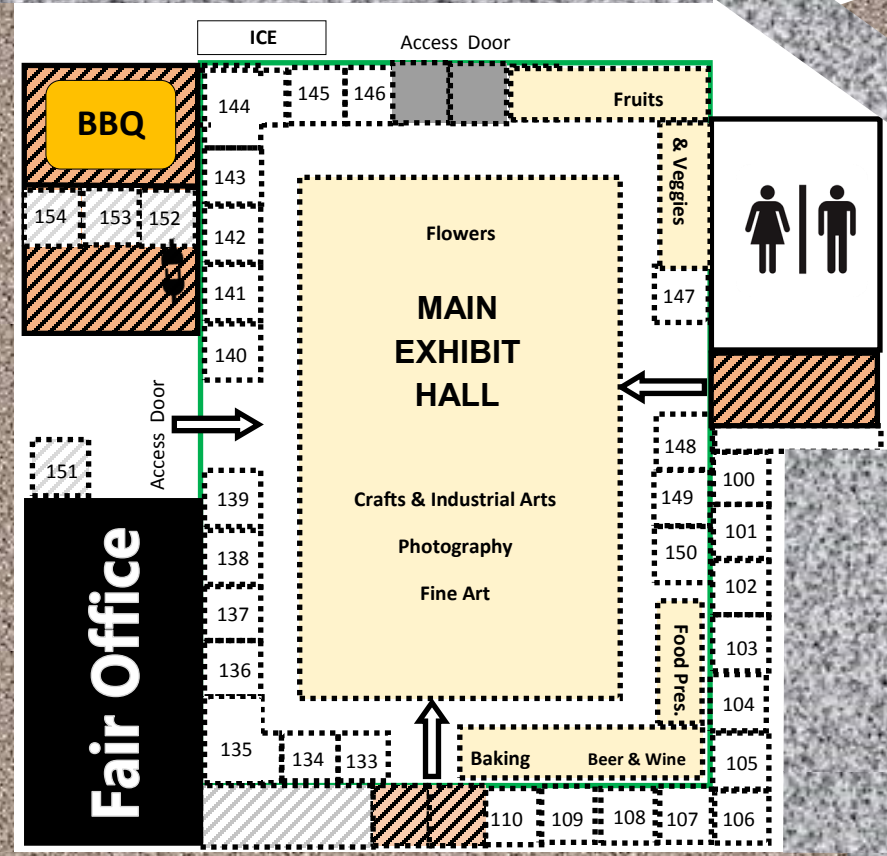 ICE
Access Door
BBQ
144
145
146
Fruits
& Veggies
143
154
153
152
142
Flowers
141
147
MAIN
EXHIBIT
HALL
140
Access Door
151
148
100
139
149
Crafts & Industrial Arts
101
138
Photography
150
102
Fine Art
137
103
Food Pres.
136
104
Fair Office
135
134
133
Baking
Beer & Wine
105
110
109
108
107
106